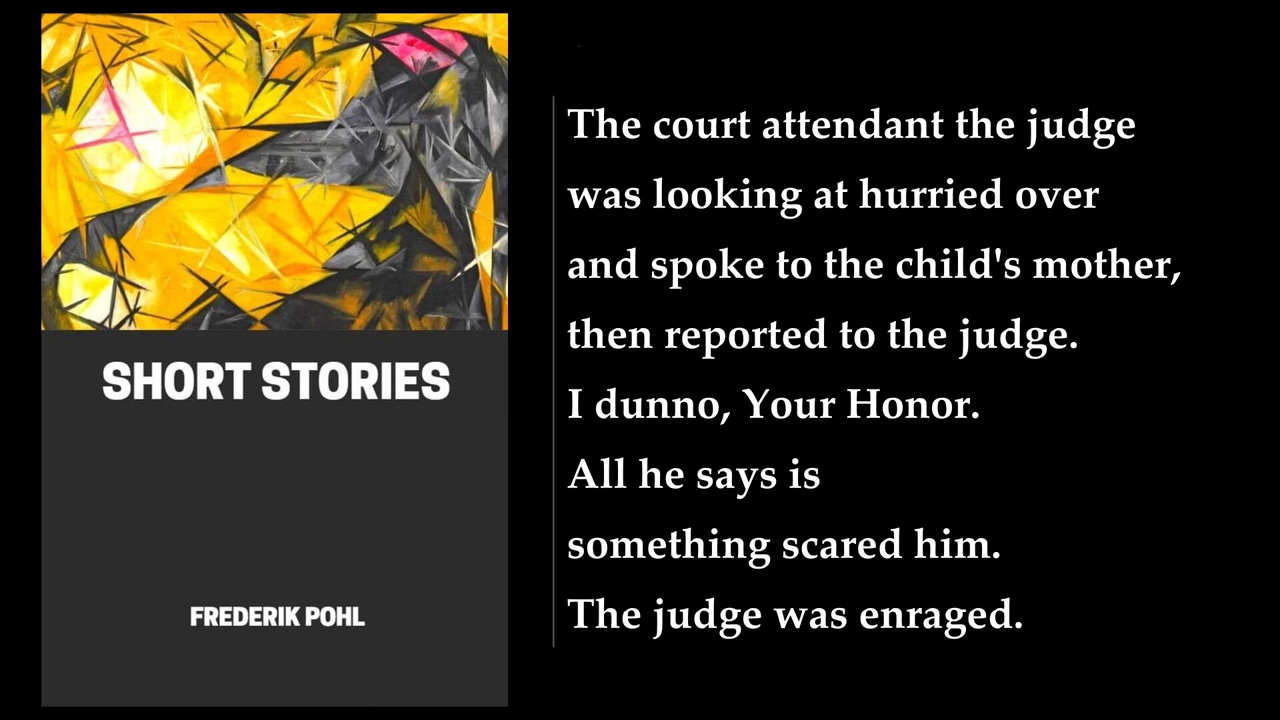 SHORT STORIES
FREDERIK POHL
The court attendant the judge
was looking at hurried over
and spoke to the child's mother,
then reported to the judge.
I dunno, Your Honor.
All he says is
something scared him.
The judge was enraged.